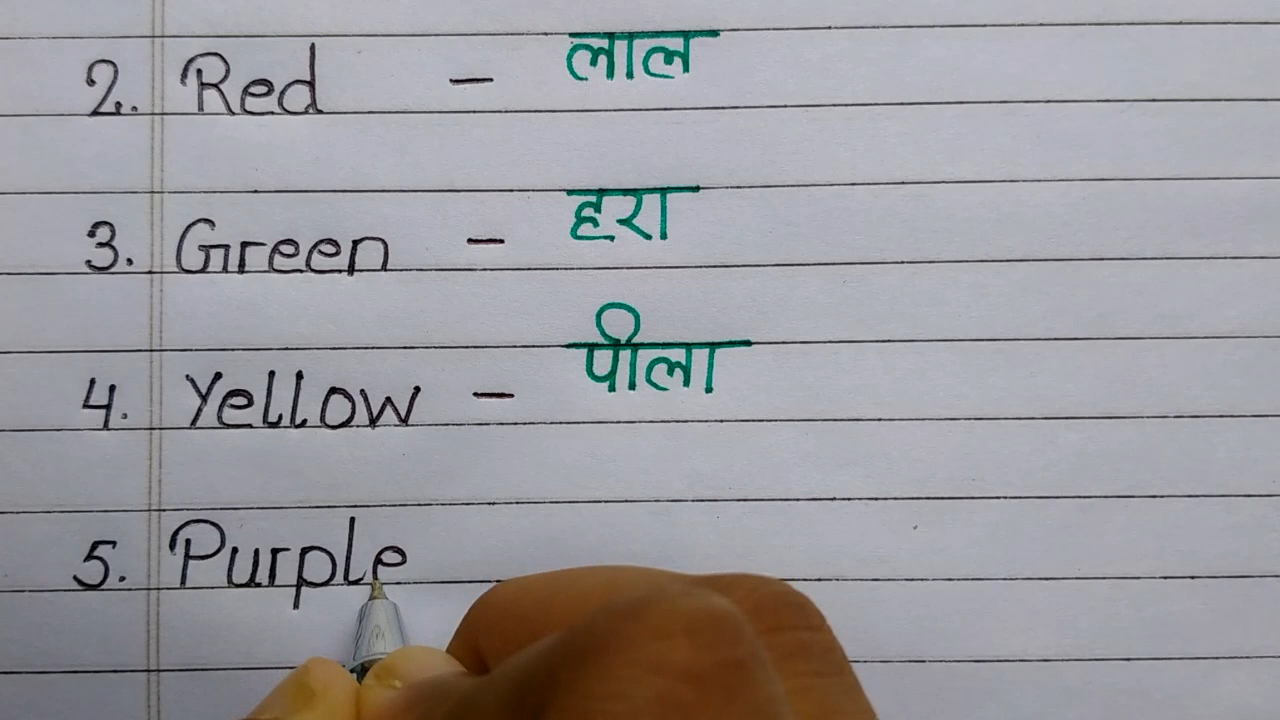 2. Red - लाल
3. Green - हरा
4. Yellow - पीला
5. Purple